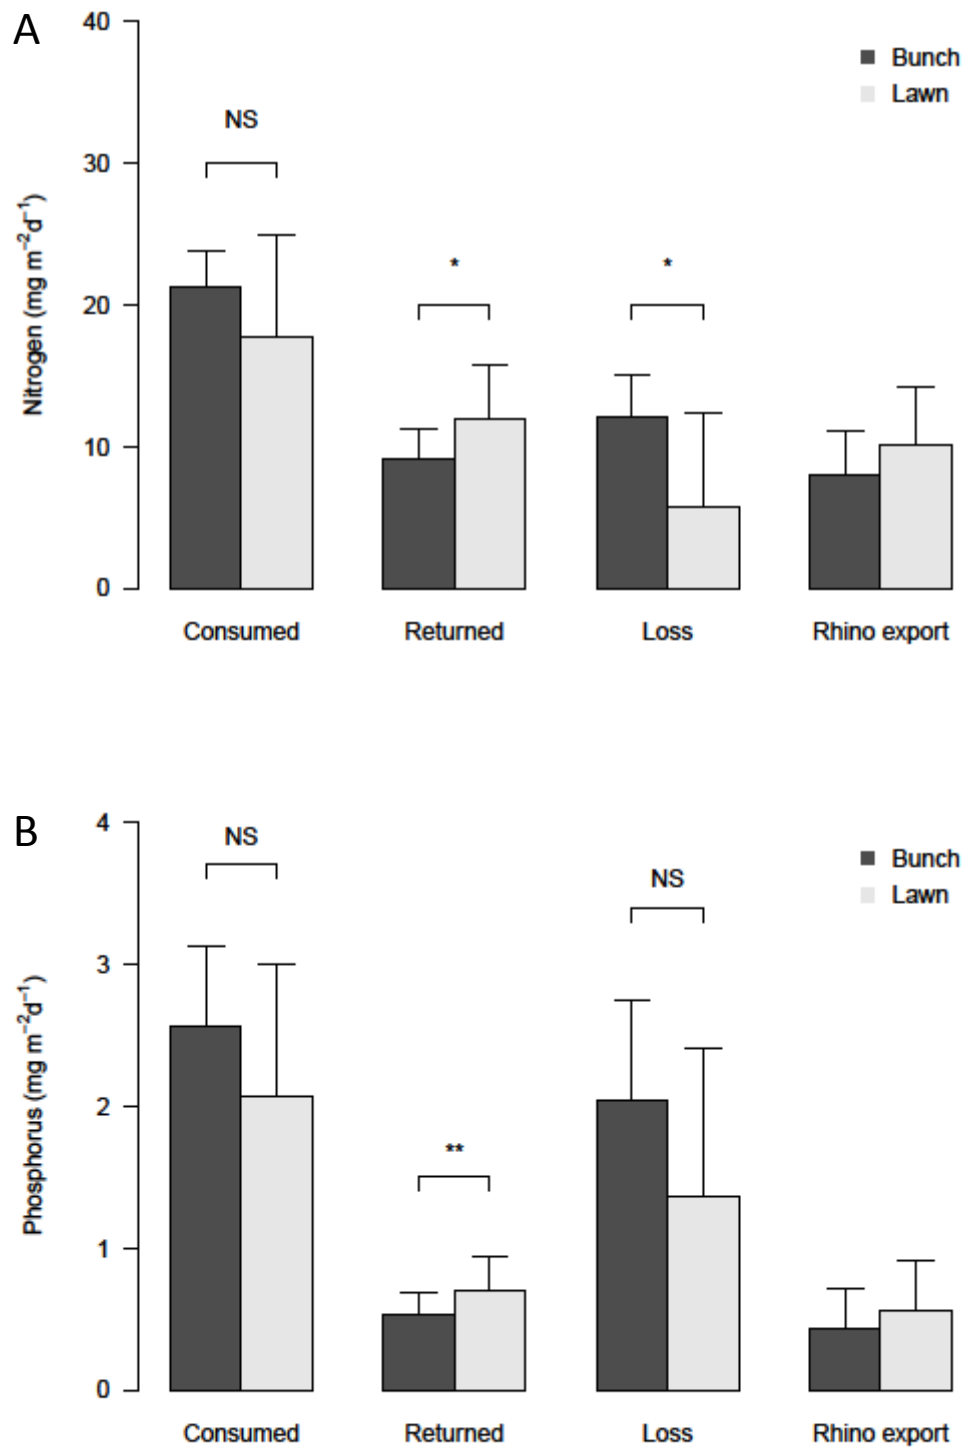 A
40
Bunch
Lawn
NS
30
* *
20
10
0
Nitrogen (mg m⁻²d⁻¹)
Consumed Returned Loss Rhino export
B
4
NS
Bunch
Lawn
NS
3
2
**
1
0
Phosphorus (mg m⁻²d⁻¹)
Consumed Returned Loss Rhino export